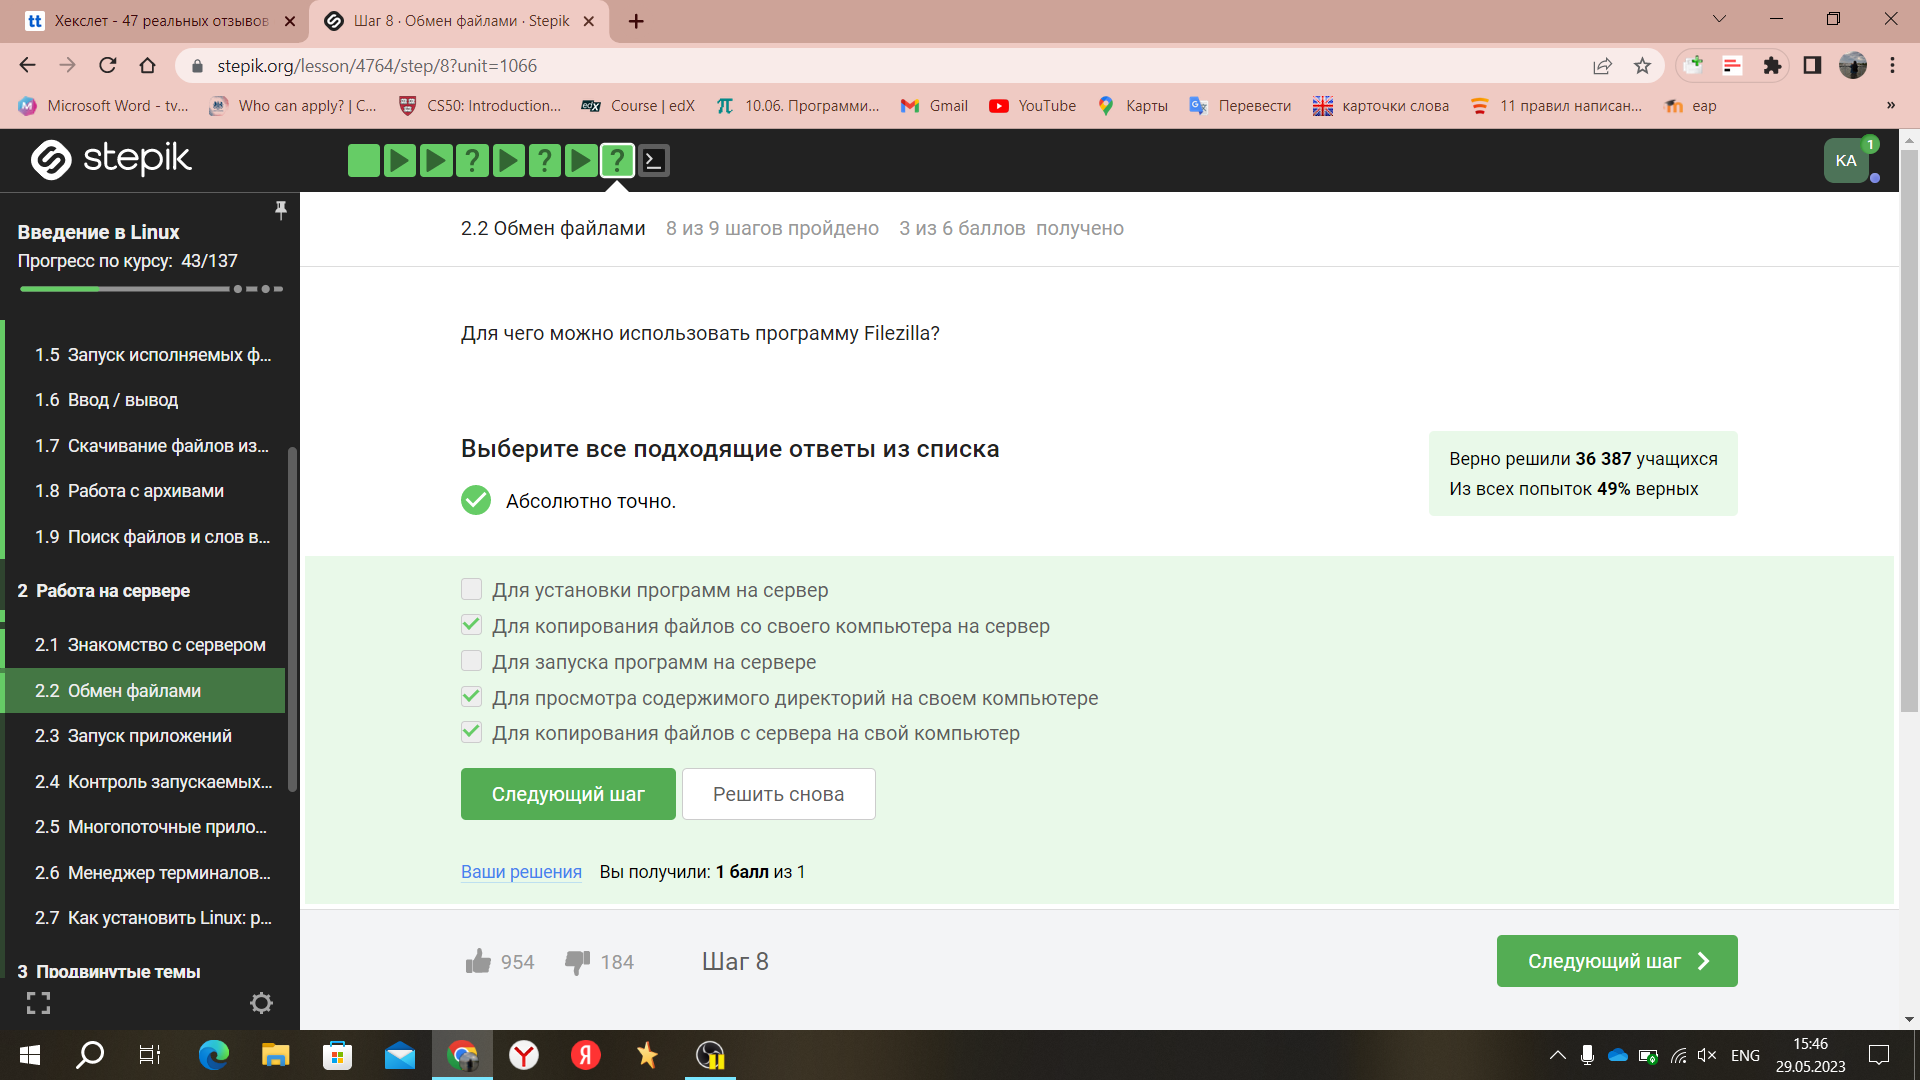 Хекслет - 47 реальных отзывов
Шаг 8 · Обмен файлами · Stepik
stepik.org/lesson/4764/step/8?unit=1066
Microsoft Word - tv...
Who can apply? | C...
CS50: Introduction...
edX
Course | edX
10.06. Программи...
Gmail
YouTube
Карты
Перевести
карточки слова
11 правил написан...
eap
»
stepik
KA
1
Введение в Linux
Прогресс по курсу: 43/137
1.5 Запуск исполняемых ф...
1.6 Ввод / вывод
1.7 Скачивание файлов из...
1.8 Работа с архивами
1.9 Поиск файлов и слов в...
2 Работа на сервере
2.1 Знакомство с сервером
2.2 Обмен файлами
2.3 Запуск приложений
2.4 Контроль запускаемых...
2.5 Многопоточные прило...
2.6 Менеджер терминалов...
2.7 Как установить Linux: р...
3 Продвинутые темы
2.2 Обмен файлами 8 из 9 шагов пройдено 3 из 6 баллов получено
Для чего можно использовать программу Filezilla?
Выберите все подходящие ответы из списка
Абсолютно точно.
Верно решили 36 387 учащихся
Из всех попыток 49% верных
Для установки программ на сервер
Для копирования файлов со своего компьютера на сервер
Для запуска программ на сервере
Для просмотра содержимого директорий на своем компьютере
Для копирования файлов с сервера на свой компьютер
Следующий шаг
Решить снова
Ваши решения Вы получили: 1 балл из 1
954
184
Шаг 8
Следующий шаг
ENG
15:46
29.05.2023